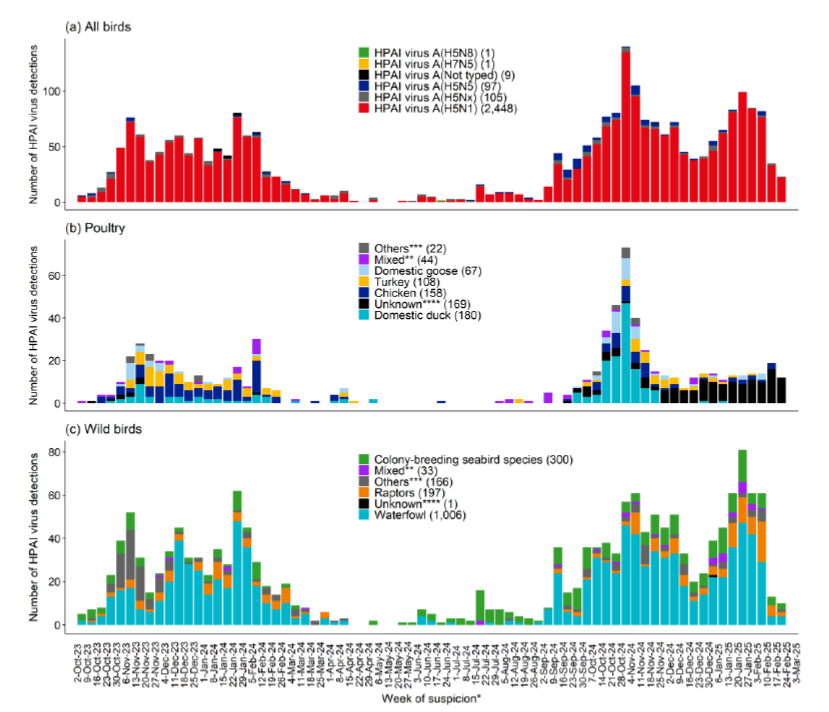 (a) All birds
Number of HPAI virus detections
100
50
0
HPAI virus A(H5N8) (1)
HPAI virus A(H7N5) (1)
HPAI virus A(Not typed) (9)
HPAI virus A(H5N5) (97)
HPAI virus A(H5Nx) (105)
HPAI virus A(H5N1) (2,448)
(b) Poultry
Number of HPAI virus detections
60
40
20
0
Others*** (22)
Mixed** (44)
Domestic goose (67)
Turkey (108)
Chicken (158)
Unknown**** (169)
Domestic duck (180)
(c) Wild birds
Number of HPAI virus detections
80
60
40
20
0
Colony-breeding seabird species (300)
Mixed** (33)
Others*** (166)
Raptors (197)
Unknown**** (1)
Waterfowl (1,006)
2-Oct-23
9-Oct-23
16-Oct-23
23-Oct-23
30-Oct-23
6-Nov-23
13-Nov-23
20-Nov-23
27-Nov-23
4-Dec-23
11-Dec-23
18-Dec-23
25-Dec-23
1-Jan-24
8-Jan-24
15-Jan-24
22-Jan-24
29-Jan-24
5-Feb-24
12-Feb-24
19-Feb-24
26-Feb-24
4-Mar-24
11-Mar-24
18-Mar-24
25-Mar-24
1-Apr-24
8-Apr-24
15-Apr-24
22-Apr-24
29-Apr-24
6-May-24
13-May-24
20-May-24
27-May-24
3-Jun-24
10-Jun-24
17-Jun-24
24-Jun-24
1-Jul-24
8-Jul-24
15-Jul-24
22-Jul-24
29-Jul-24
5-Aug-24
12-Aug-24
19-Aug-24
26-Aug-24
2-Sep-24
9-Sep-24
16-Sep-24
23-Sep-24
30-Sep-24
7-Oct-24
14-Oct-24
21-Oct-24
28-Oct-24
4-Nov-24
11-Nov-24
18-Nov-24
25-Nov-24
2-Dec-24
9-Dec-24
16-Dec-24
23-Dec-24
30-Dec-24
6-Jan-25
13-Jan-25
20-Jan-25
27-Jan-25
3-Feb-25
10-Feb-25
17-Feb-25
24-Feb-25
3-Mar-25
Week of suspicion*